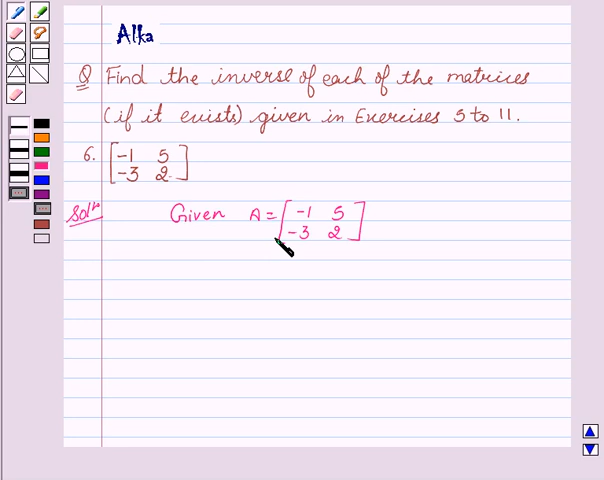 Alka
Q Find the inverse of each of the matrices
(if it exists) given in Exercises 5 to 11.
6. [-1 5
-3 2]
Solⁿ Given A = [-1 5
-3 2]